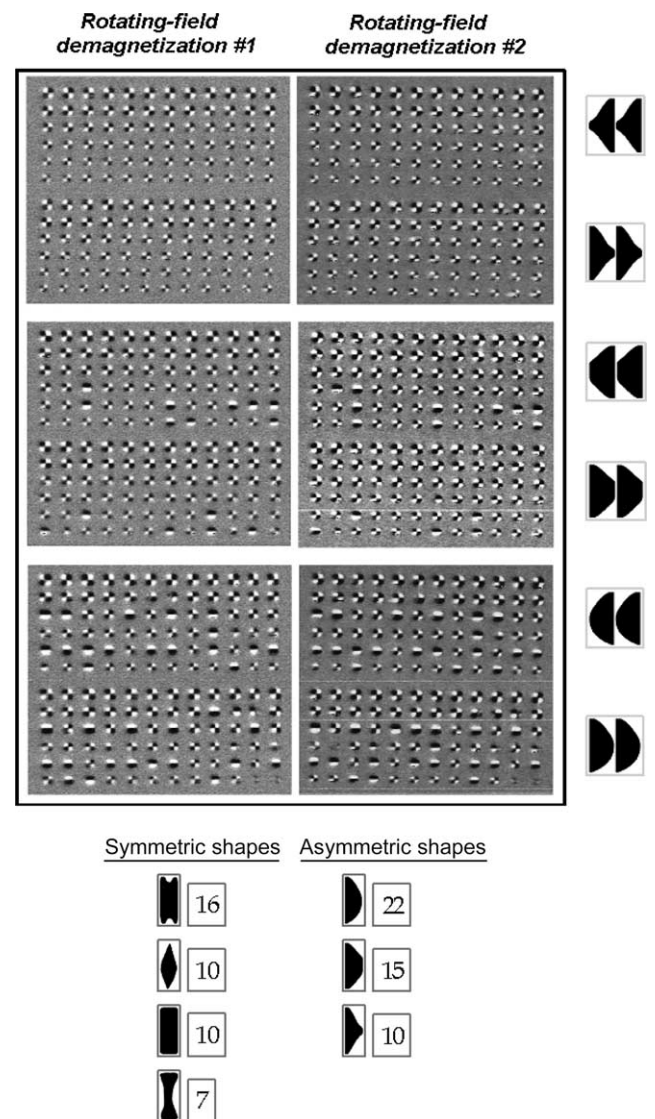 Rotating-field
demagnetization #1
Rotating-field
demagnetization #2
Symmetric shapes
Asymmetric shapes
16
22
10
15
10
10
7